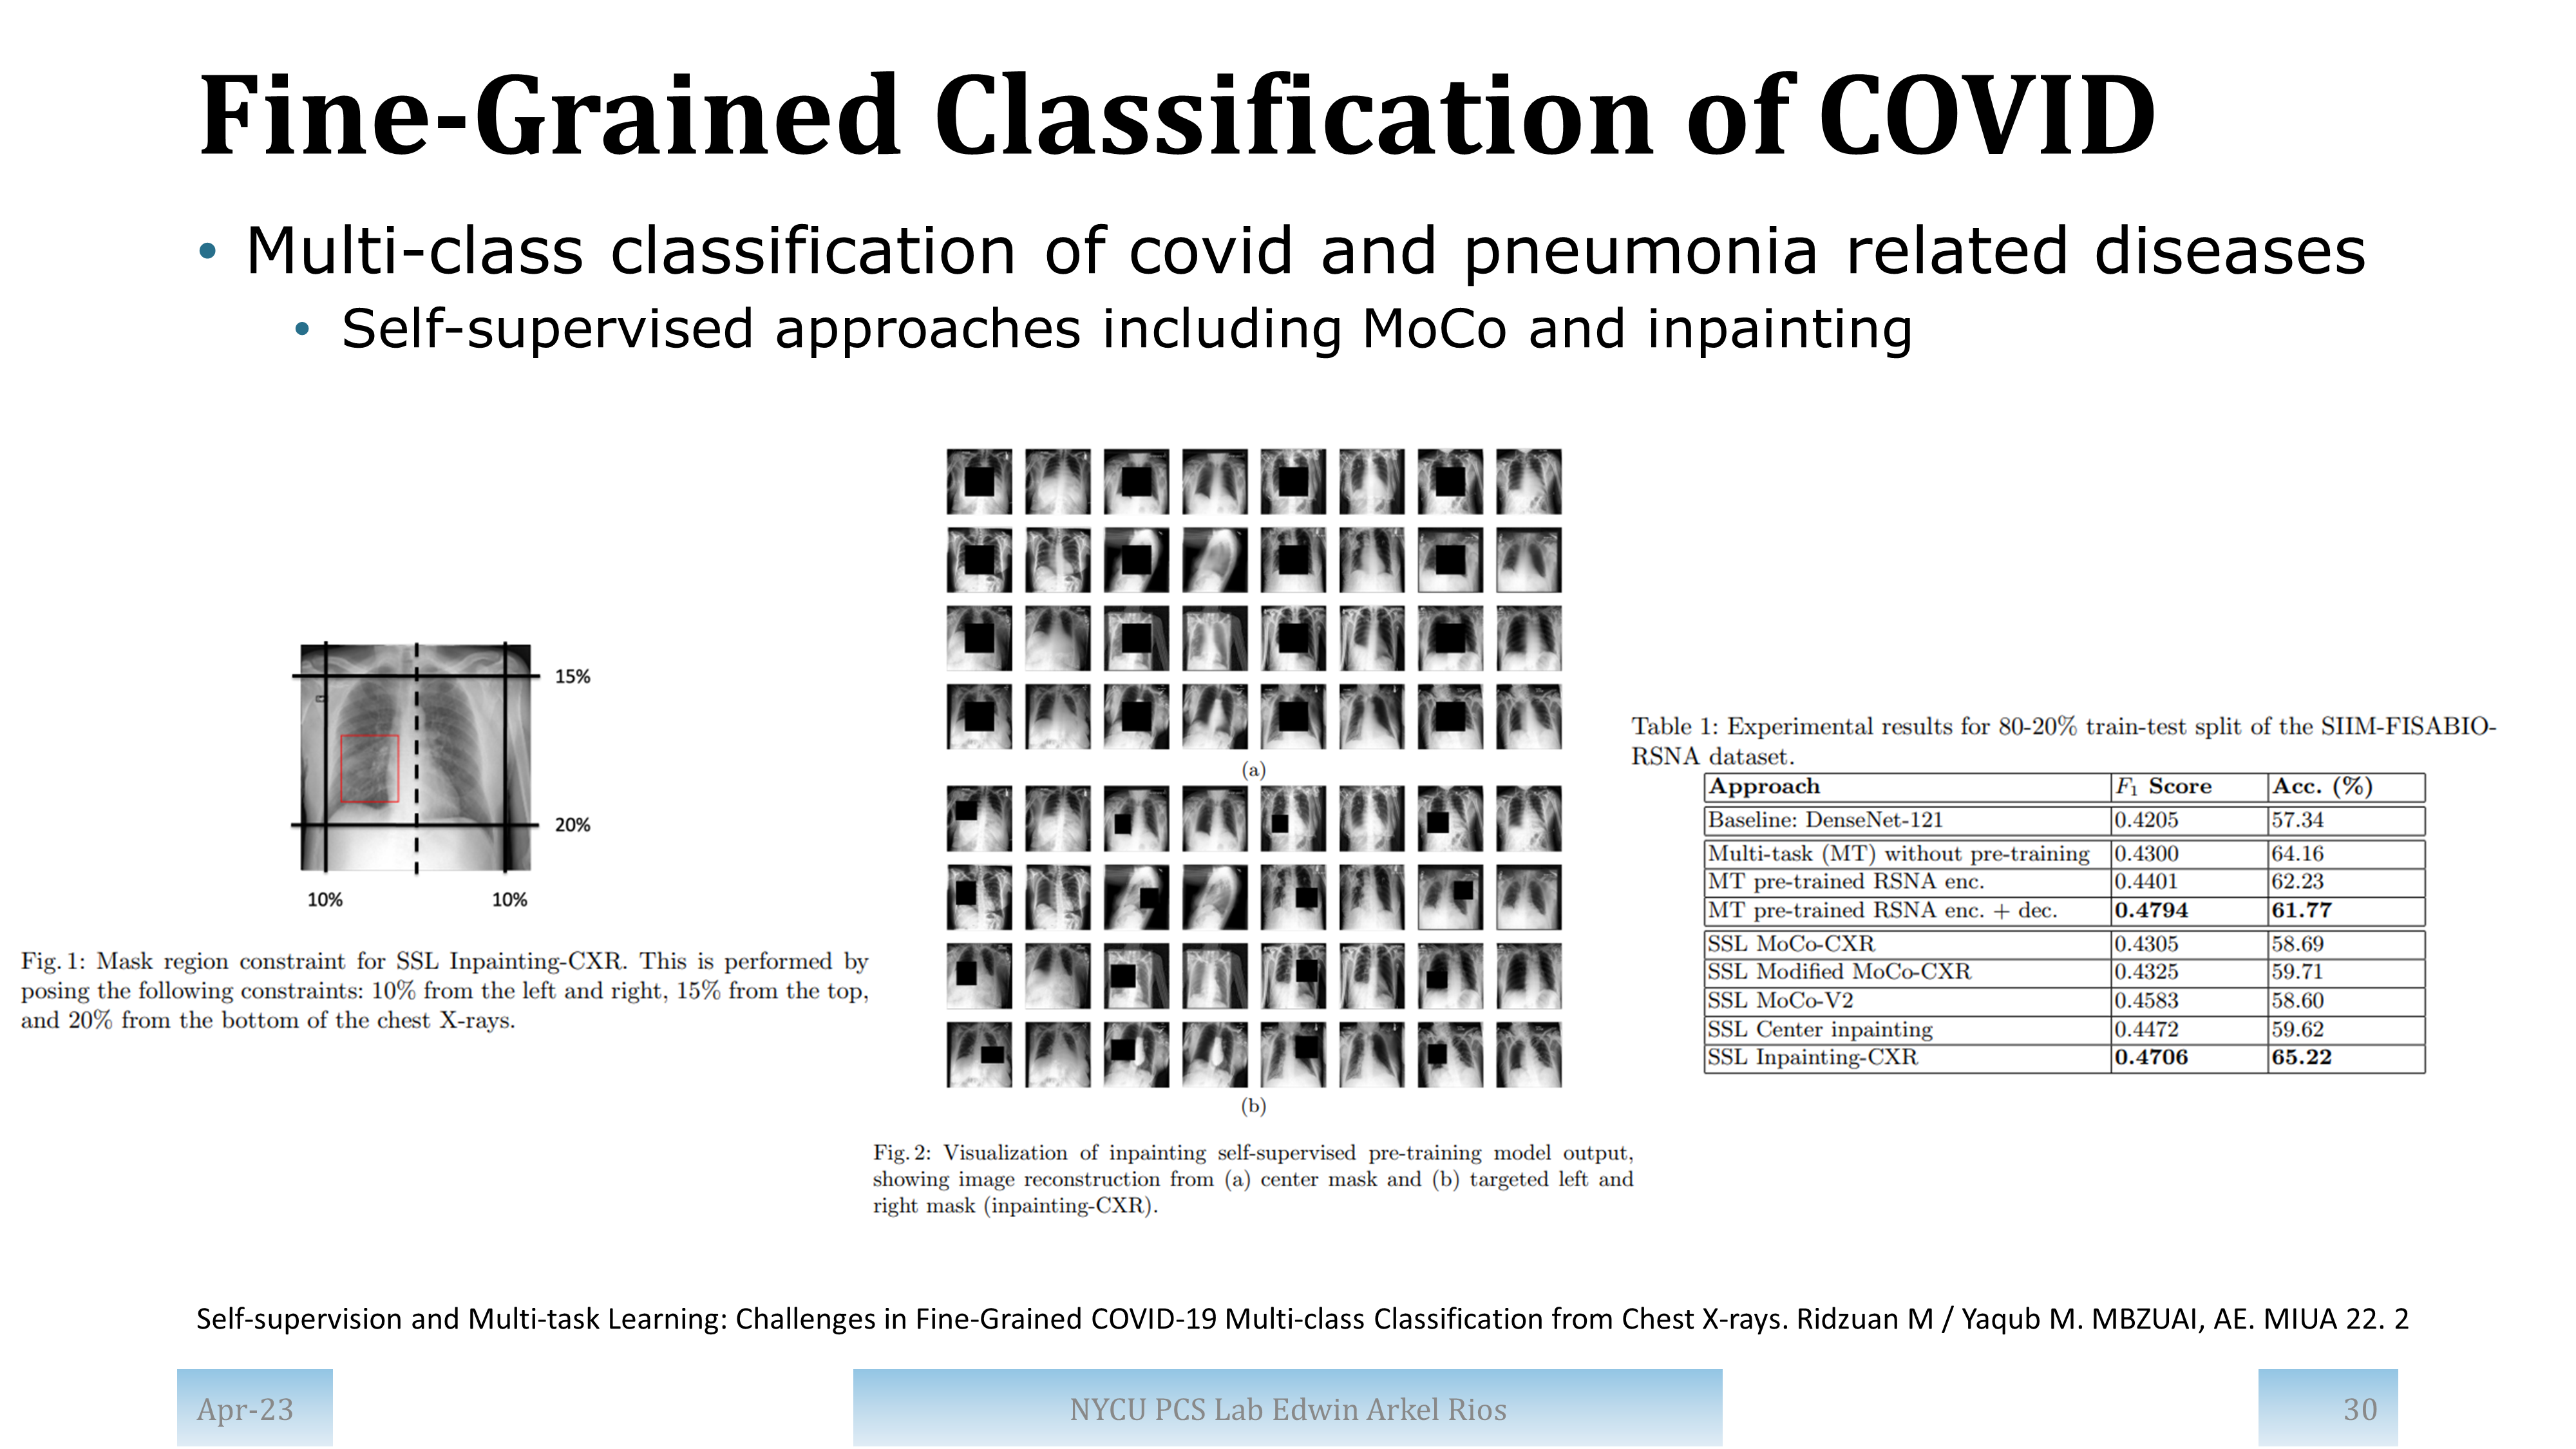 Fine-Grained Classification of COVID
• Multi-class classification of covid and pneumonia related diseases
• Self-supervised approaches including MoCo and inpainting
15%
20%
10% 10%
Fig. 1: Mask region constraint for SSL Inpainting-CXR. This is performed by
posing the following constraints: 10% from the left and right, 15% from the top,
and 20% from the bottom of the chest X-rays.
(a)
(b)
Fig. 2: Visualization of inpainting self-supervised pre-training model output,
showing image reconstruction from (a) center mask and (b) targeted left and
right mask (inpainting-CXR).
Table 1: Experimental results for 80-20% train-test split of the SIIM-FISABIO-
RSNA dataset.
Approach F1 Score Acc. (%)
Baseline: DenseNet-121 0.4205 57.34
Multi-task (MT) without pre-training 0.4300 64.16
MT pre-trained RSNA enc. 0.4401 62.23
MT pre-trained RSNA enc. + dec. 0.4794 61.77
SSL MoCo-CXR 0.4305 58.69
SSL Modified MoCo-CXR 0.4325 59.71
SSL MoCo-V2 0.4583 58.60
SSL Center inpainting 0.4472 59.62
SSL Inpainting-CXR 0.4706 65.22
Self-supervision and Multi-task Learning: Challenges in Fine-Grained COVID-19 Multi-class Classification from Chest X-rays. Ridzuan M / Yaqub M. MBZUAI, AE. MIUA 22. 2
Apr-23
NYCU PCS Lab Edwin Arkel Rios
30